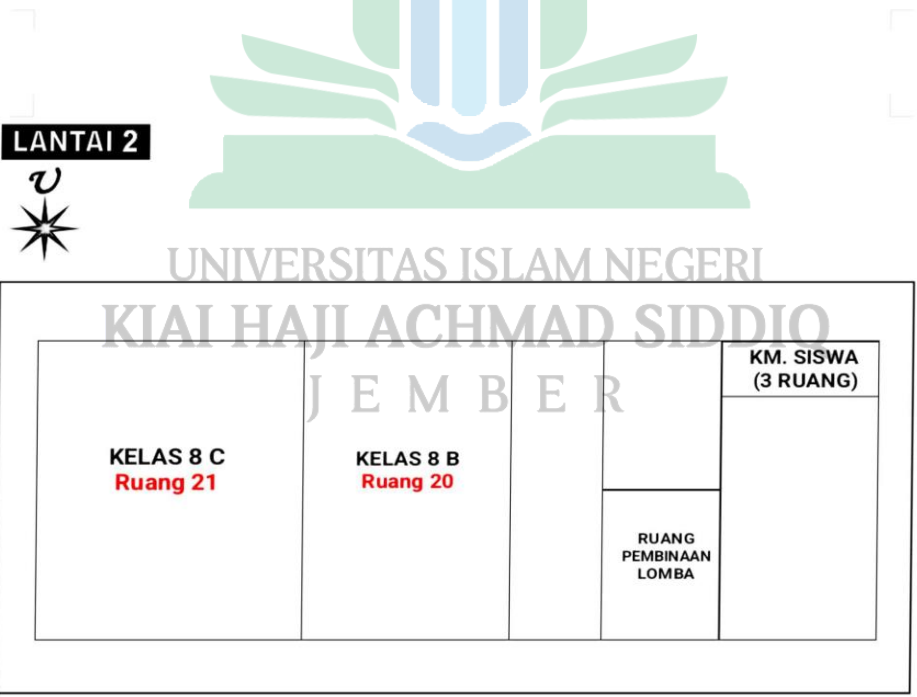 LANTAI 2
U
UNIVERSITAS ISLAM NEGERI
KIAI HAJI ACHMAD SIDDIQ
JEMBER
KM. SISWA
(3 RUANG)
KELAS 8 C
Ruang 21
KELAS 8 B
Ruang 20
RUANG
PEMBINAAN
LOMBA